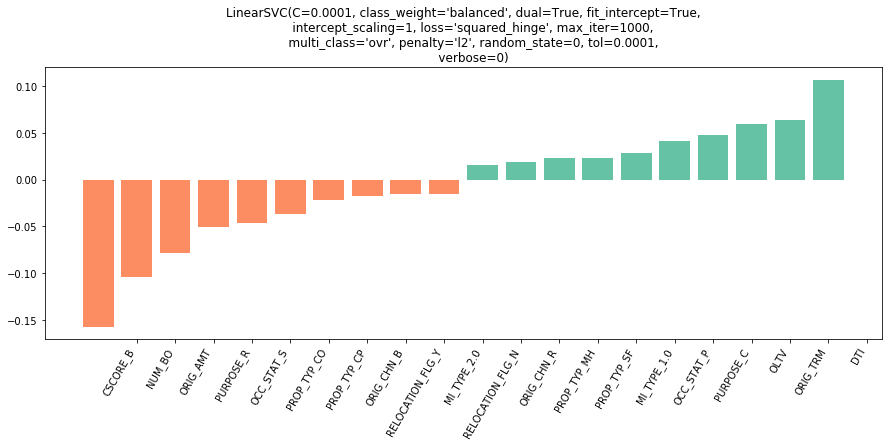 LinearSVC(C=0.0001, class_weight='balanced', dual=True, fit_intercept=True,
intercept_scaling=1, loss='squared_hinge', max_iter=1000,
multi_class='ovr', penalty='l2', random_state=0, tol=0.0001,
verbose=0)
0.10
0.05
0.00
−0.05
−0.10
−0.15
CSCORE_B
NUM_BO
ORIG_AMT
PURPOSE_R
OCC_STAT_S
PROP_TYP_CO
PROP_TYP_CP
ORIG_CHN_B
RELOCATION_FLG_Y
MI_TYPE_2.0
RELOCATION_FLG_N
ORIG_CHN_R
PROP_TYP_MH
PROP_TYP_SF
MI_TYPE_1.0
OCC_STAT_P
PURPOSE_C
OLTV
ORIG_TRM
DTI